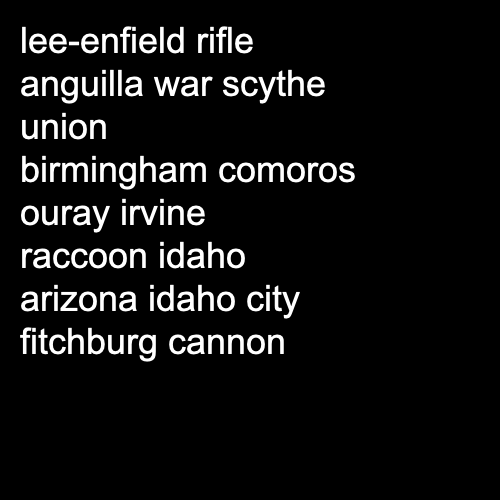 lee-enfield rifle
anguilla war scythe
union
birmingham comoros
ouray irvine
raccoon idaho
arizona idaho city
fitchburg cannon